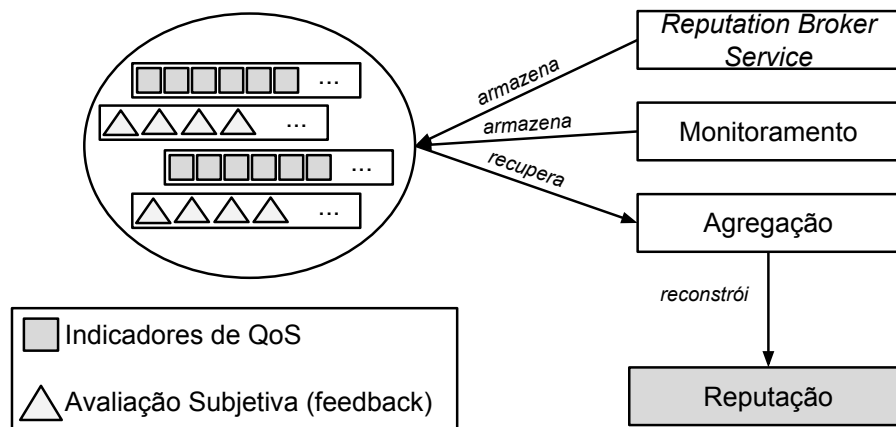 Reputation Broker
Service
armazena
...
...
armazena
Monitoramento
recupera
...
...
Agregação
reconstrói
Indicadores de QoS
Avaliação Subjetiva (feedback)
Reputação